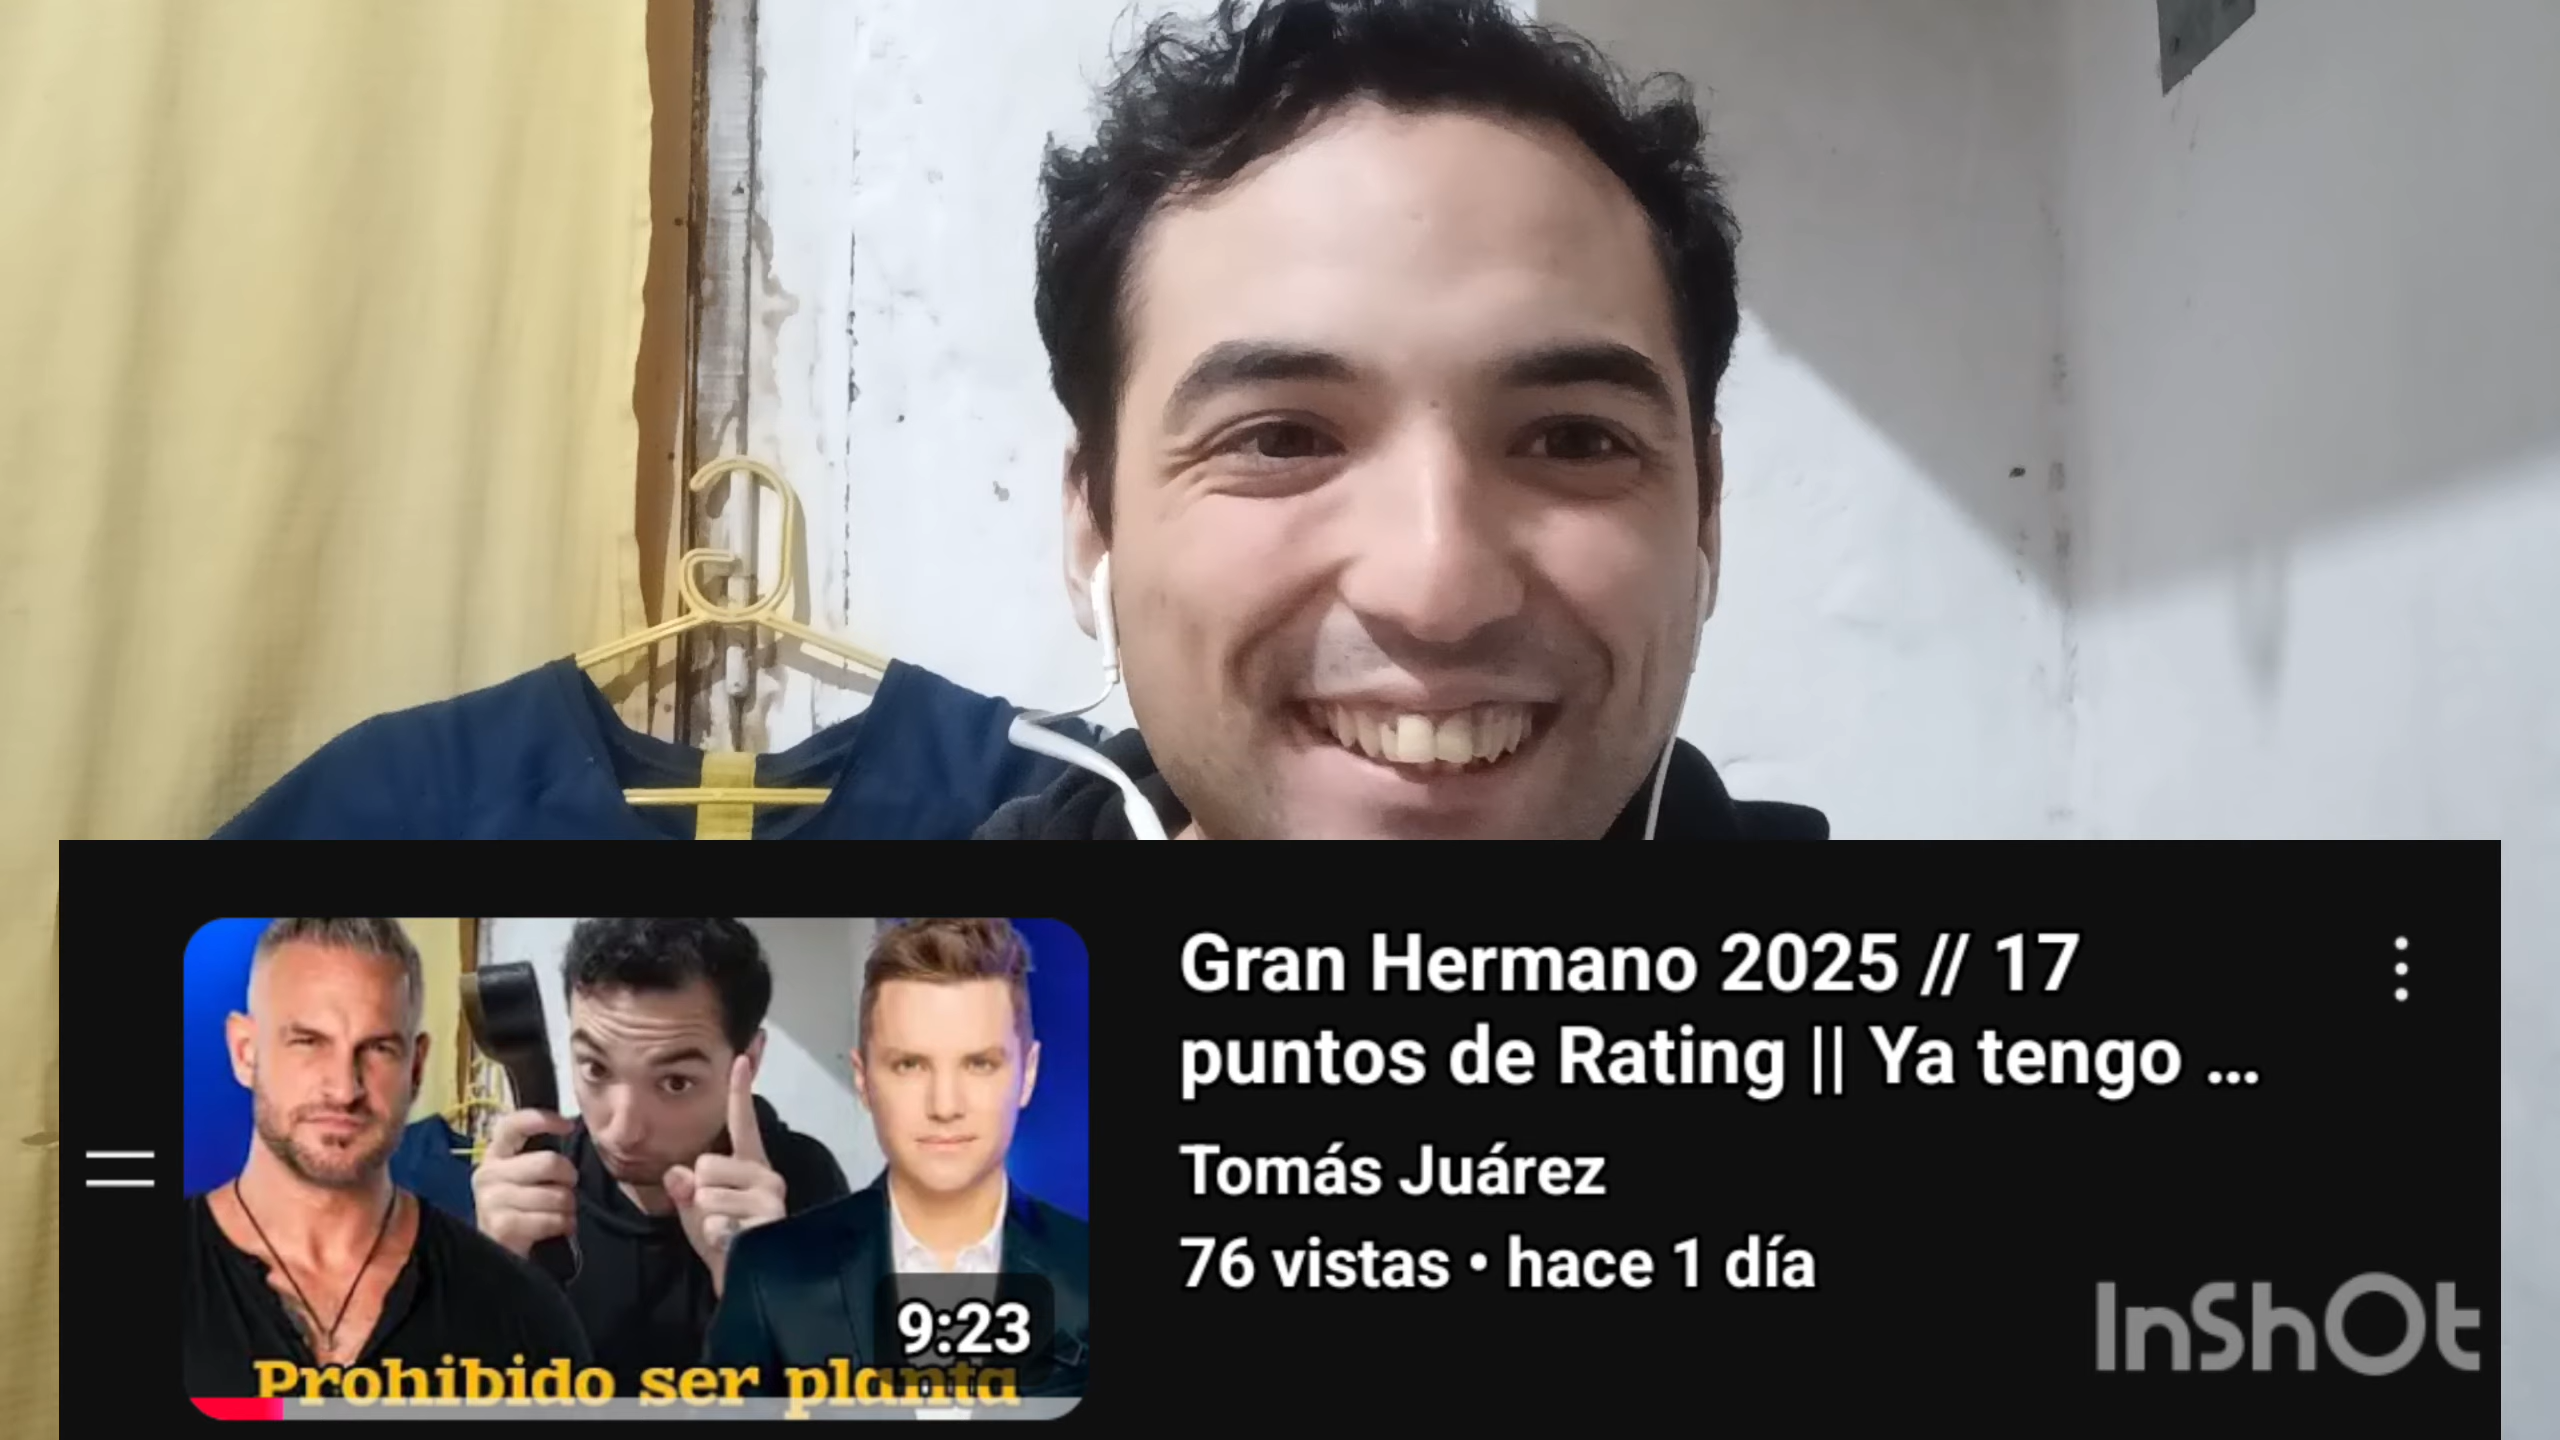 Gran Hermano 2025 // 17
puntos de Rating || Ya tengo ...
Tomás Juárez
76 vistas • hace 1 día
9:23
Prohibido ser planta
InShOt